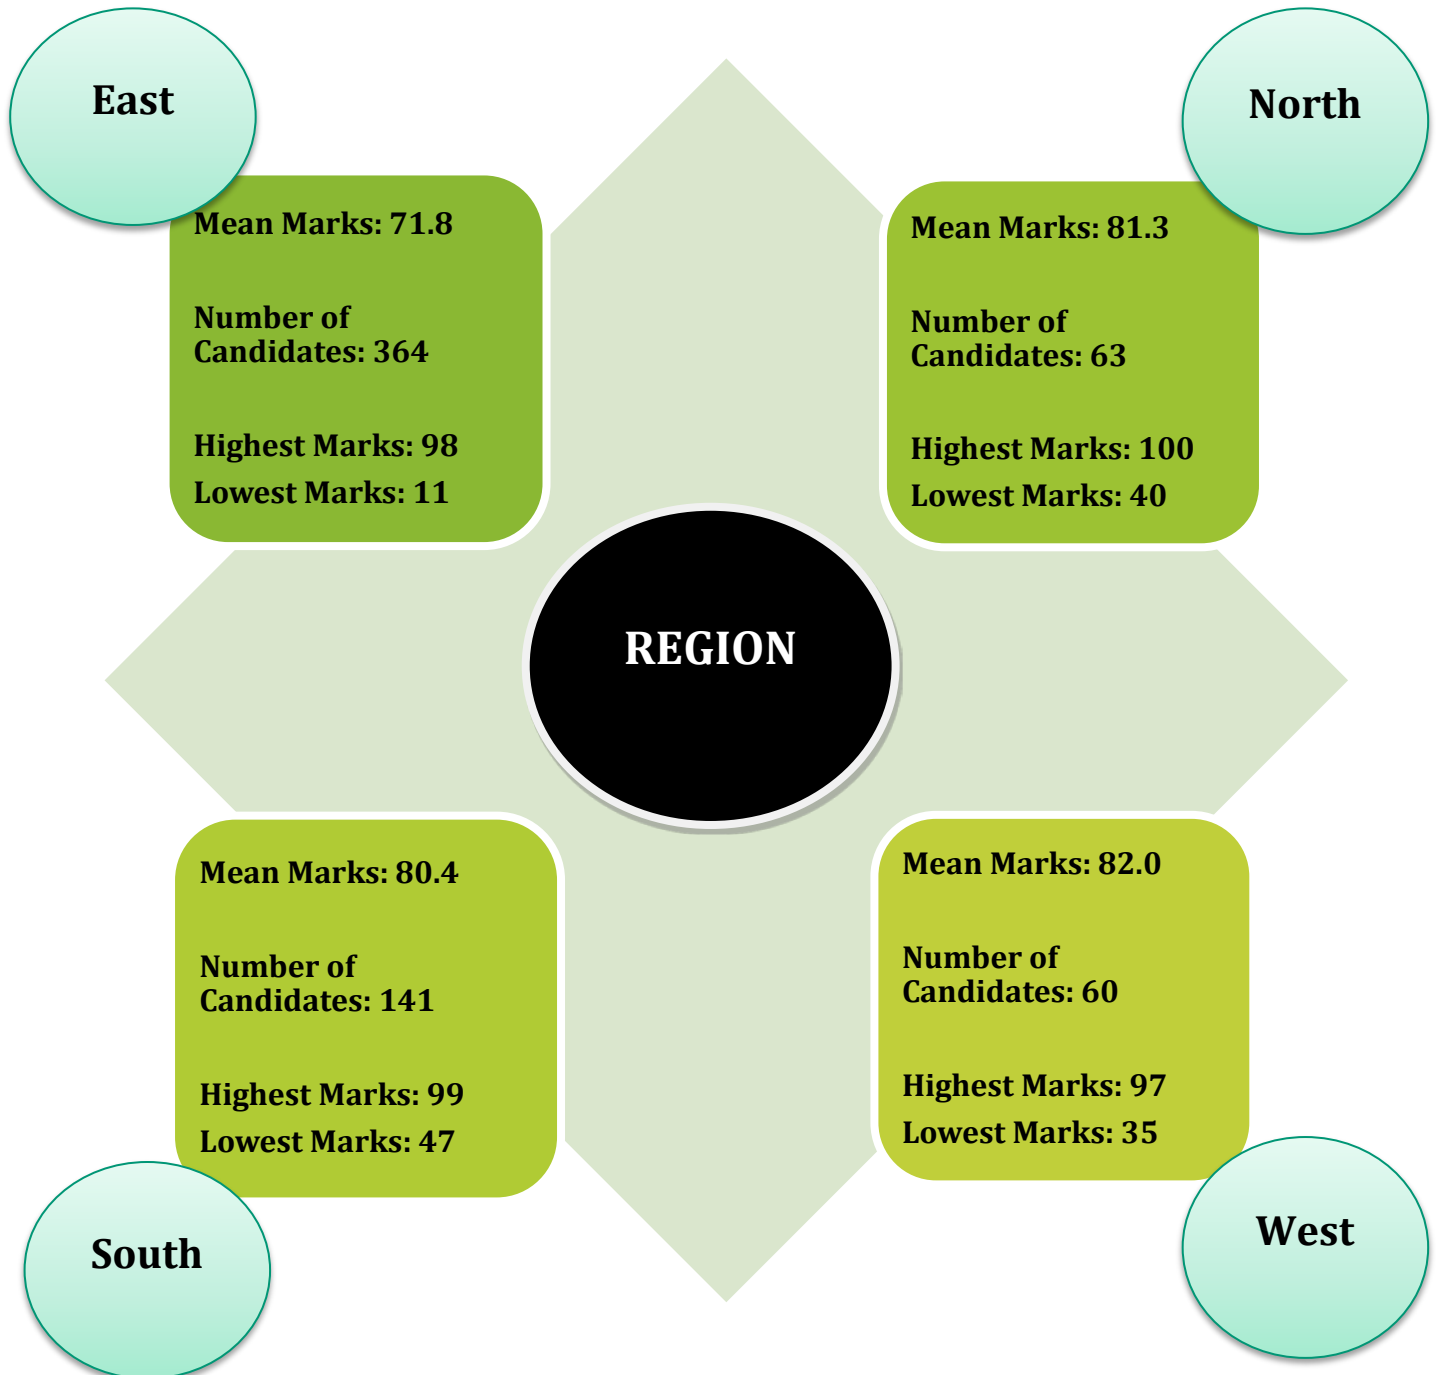 East
Mean Marks: 71.8
Number of
Candidates: 364
Highest Marks: 98
Lowest Marks: 11
North
Mean Marks: 81.3
Number of
Candidates: 63
Highest Marks: 100
Lowest Marks: 40
REGION
Mean Marks: 80.4
Number of
Candidates: 141
Highest Marks: 99
Lowest Marks: 47
South
Mean Marks: 82.0
Number of
Candidates: 60
Highest Marks: 97
Lowest Marks: 35
West